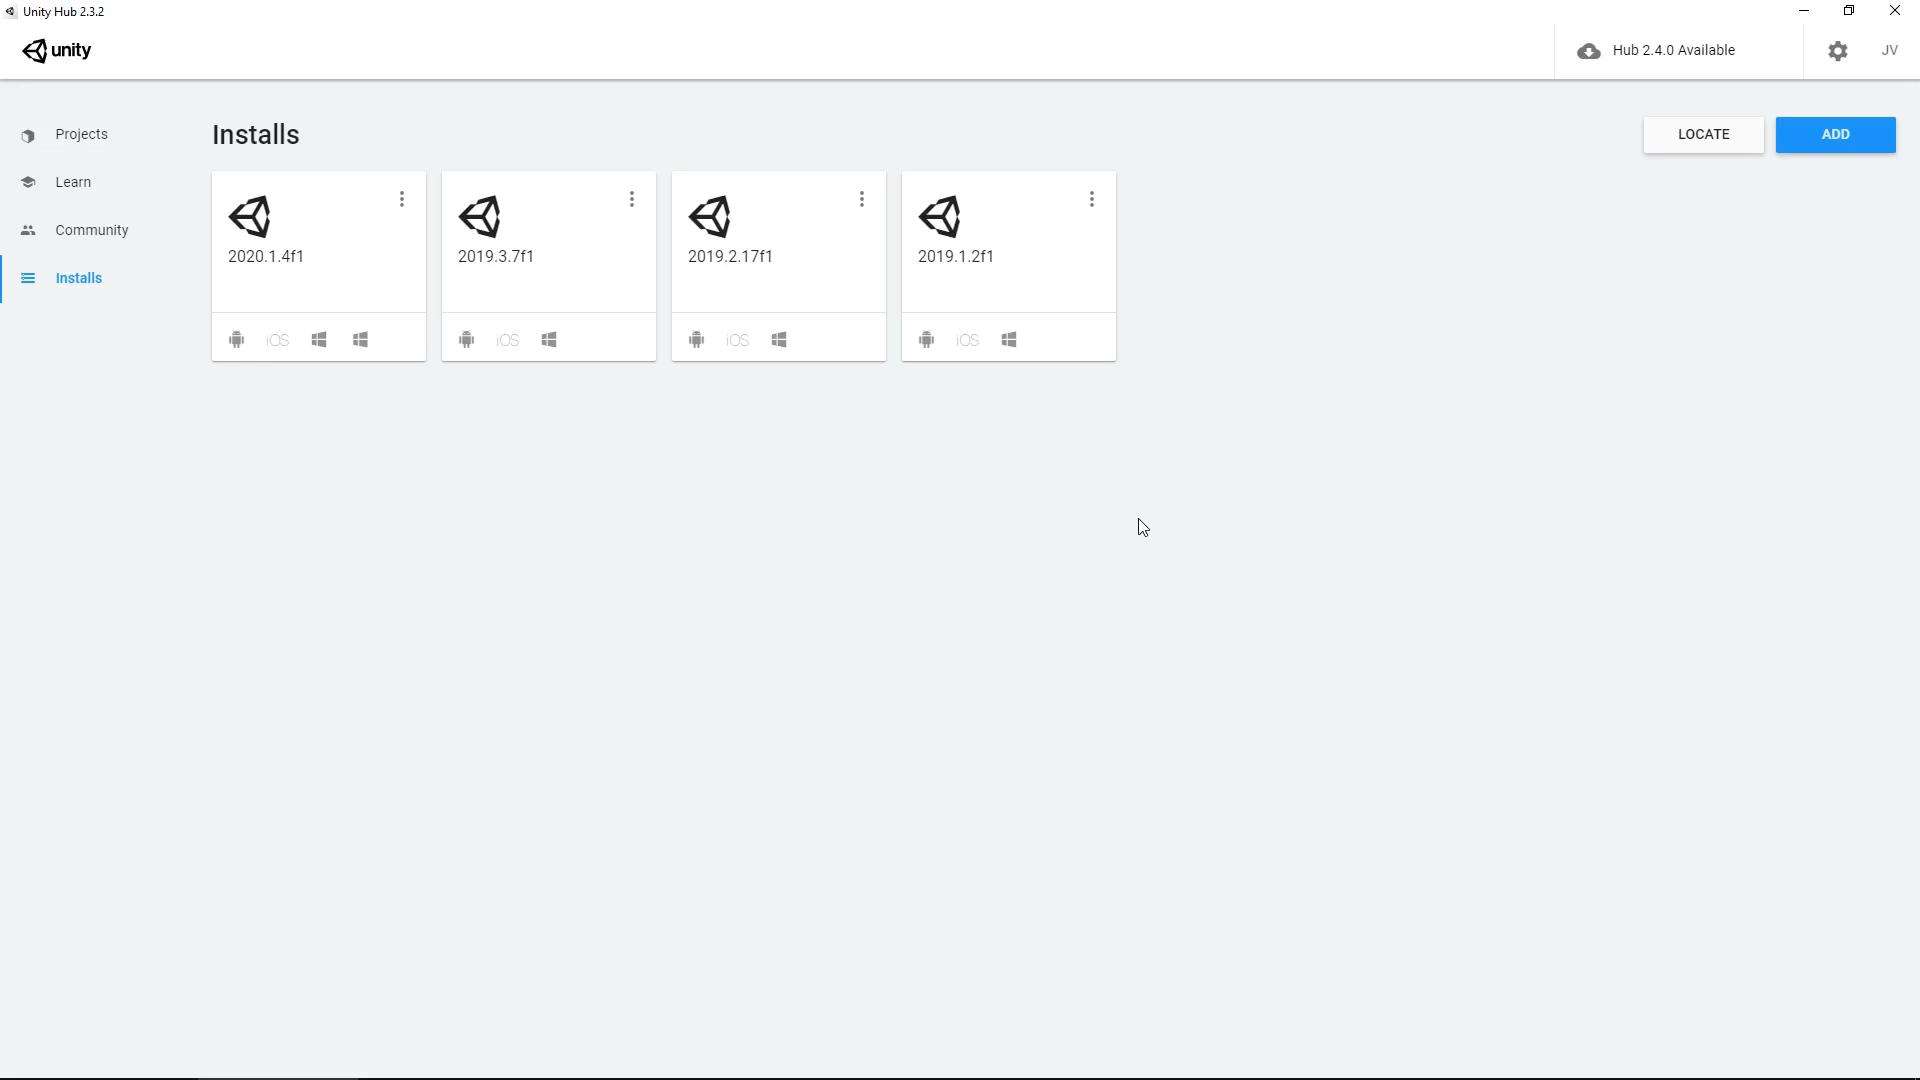 Unity Hub 2.3.2
unity
Hub 2.4.0 Available
JV
Projects
Learn
Community
Installs
Installs
LOCATE
ADD
2020.1.4f1
iOS
2019.3.7f1
iOS
2019.2.17f1
iOS
2019.1.2f1
iOS